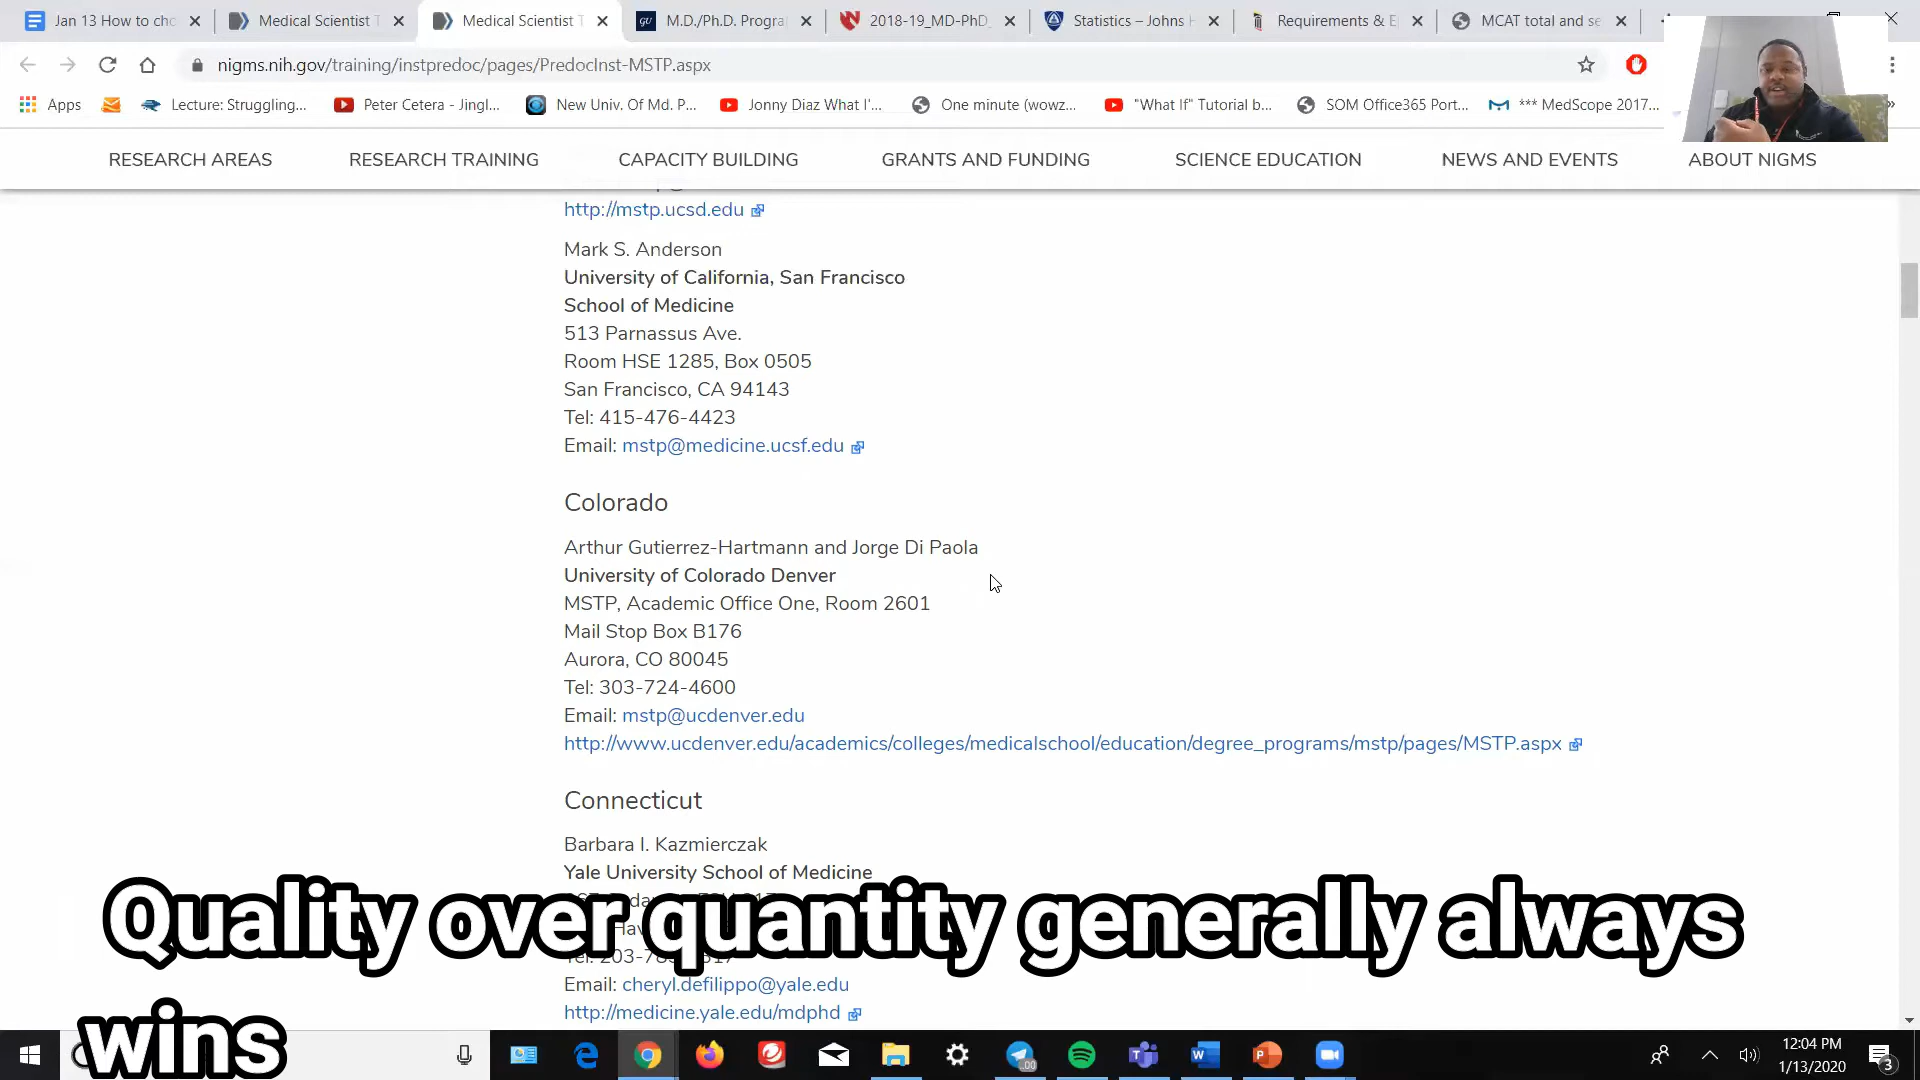 Jan 13 How to cho
Medical Scientist T
Medical Scientist T
M.D./Ph.D. Progra
2018-19_MD-PhD_
Statistics – Johns H
Requirements & E
MCAT total and se
nigms.nih.gov/training/instpredoc/pages/PredocInst-MSTP.aspx
Apps
Lecture: Struggling...
Peter Cetera - Jingl...
New Univ. Of Md. P...
Jonny Diaz What I'...
One minute (wowz...
"What If" Tutorial b...
SOM Office365 Port...
*** MedScope 2017...
RESEARCH AREAS
RESEARCH TRAINING
CAPACITY BUILDING
GRANTS AND FUNDING
SCIENCE EDUCATION
NEWS AND EVENTS
ABOUT NIGMS
http://mstp.ucsd.edu
Mark S. Anderson
University of California, San Francisco
School of Medicine
513 Parnassus Ave.
Room HSE 1285, Box 0505
San Francisco, CA 94143
Tel: 415-476-4423
Email: mstp@medicine.ucsf.edu
Colorado
Arthur Gutierrez-Hartmann and Jorge Di Paola
University of Colorado Denver
MSTP, Academic Office One, Room 2601
Mail Stop Box B176
Aurora, CO 80045
Tel: 303-724-4600
Email: mstp@ucdenver.edu
http://www.ucdenver.edu/academics/colleges/medicalschool/education/degree_programs/mstp/pages/MSTP.aspx
Connecticut
Barbara I. Kazmierczak
Yale University School of Medicine
Quality over quantity generally always
wins
Email: cheryl.defilippo@yale.edu
http://medicine.yale.edu/mdphd
12:04 PM
1/13/2020
3